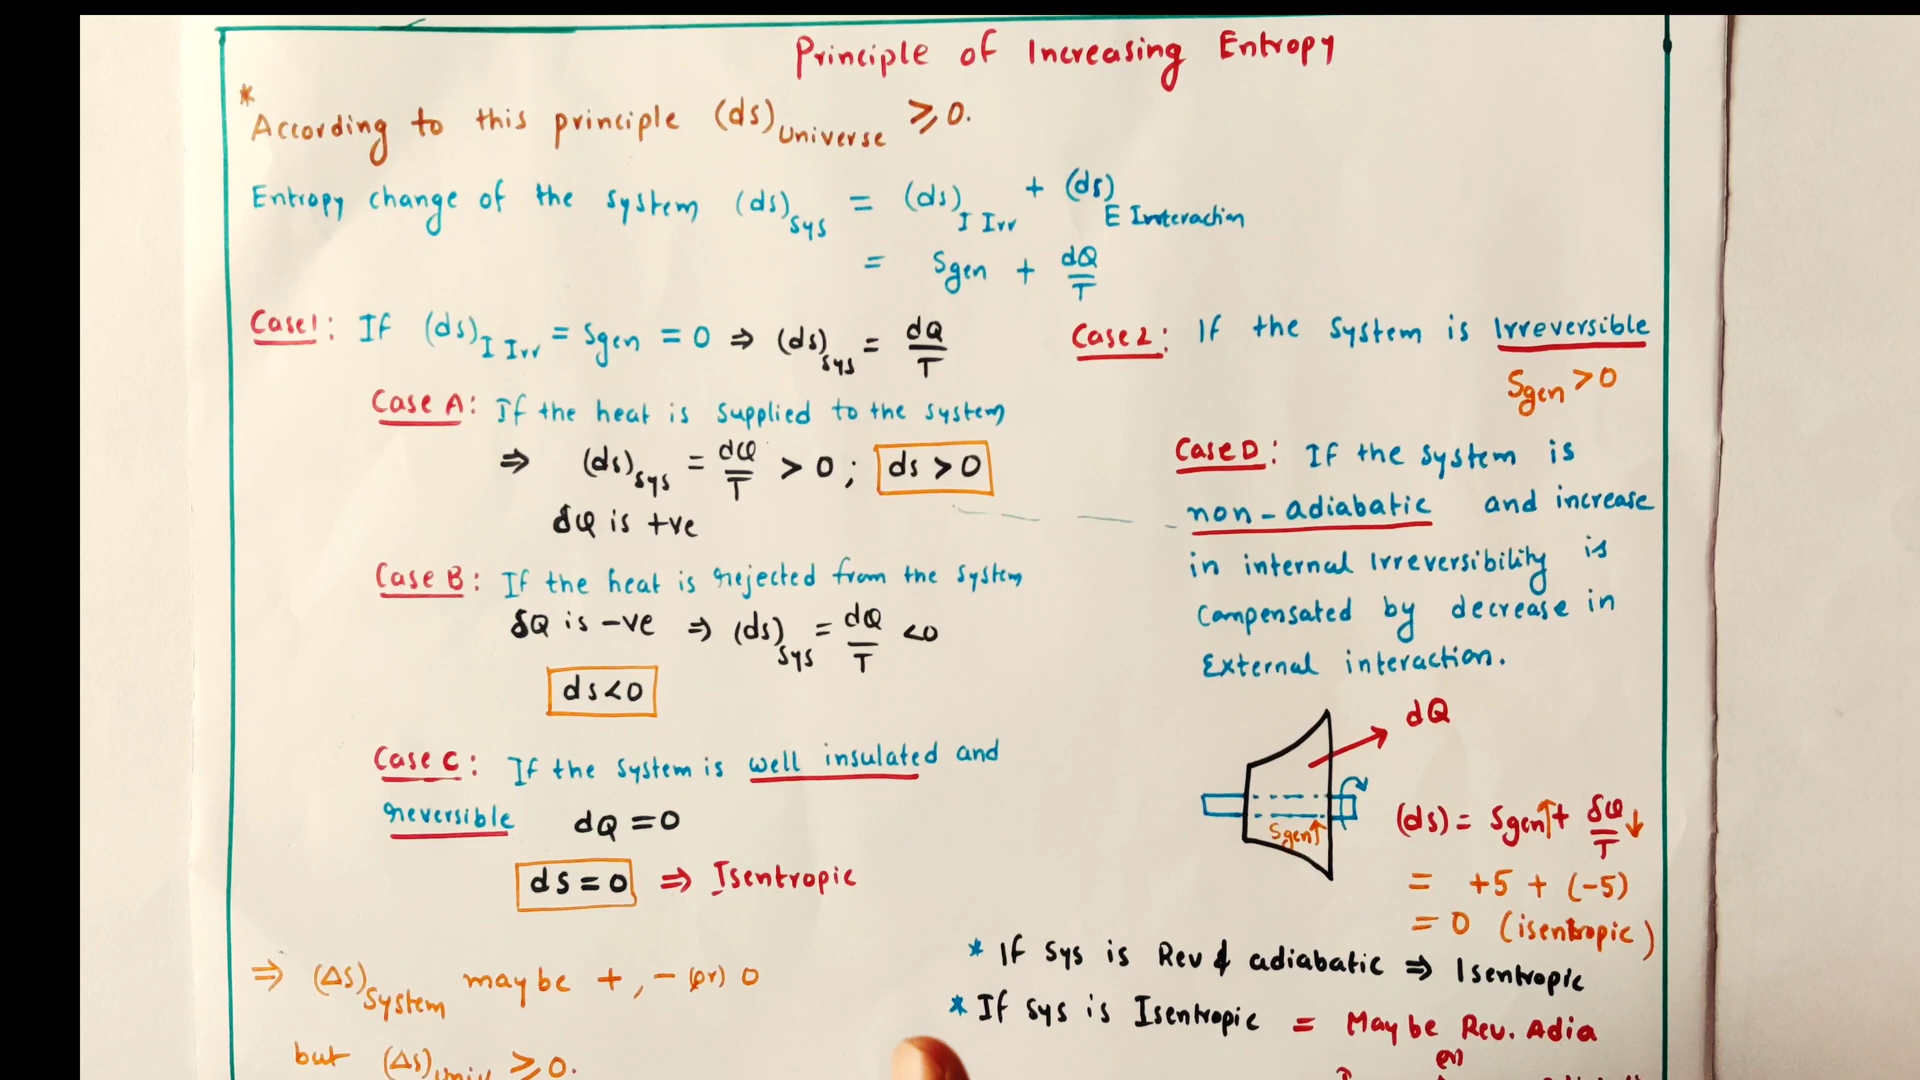 Principle of Increasing Entropy
* According to this principle (ds)Universe ≥ 0.
Entropy change of the system (ds)sys = (ds)I Irr + (ds)E Interaction
= Sgen + dQ/T
Case 1: If (ds)I Irr = Sgen = 0 ⇒ (ds)sys = dQ/T
Case A: If the heat is supplied to the system
⇒ (ds)sys = dQ/T > 0 ; ds > 0
δQ is +ve
Case B: If the heat is rejected from the system
δQ is -ve ⇒ (ds)sys = dQ/T <0
ds<0
Case C: If the system is well insulated and
reversible dQ = 0
ds = 0 ⇒ Isentropic
⇒ (Δs)System maybe +, - (or) 0
but (Δs)univ ≥ 0.
Case 2: If the system is Irreversible
Sgen > 0
Case D: If the system is
non-adiabatic and increase
in internal Irreversibility is
compensated by decrease in
External interaction.
dQ
Sgen↑
(ds) = Sgen↑ + δQ/T ↓
= +5 + (-5)
= 0 (isentropic)
* If sys is Rev & adiabatic ⇒ Isentropic
* If sys is Isentropic = May be Rev. Adia
(or)